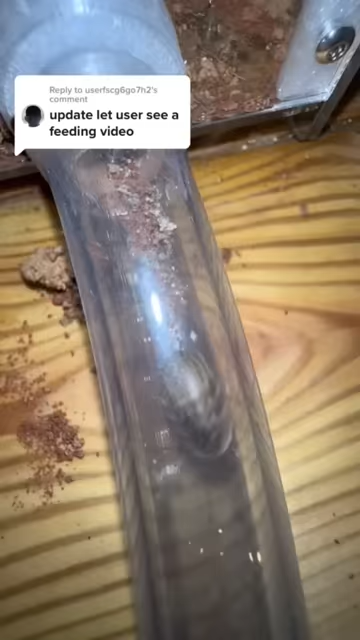 Reply to userfscg6go7h2's
comment
update let user see a
feeding video